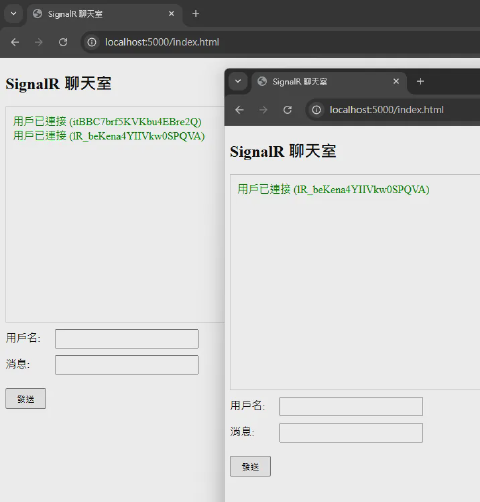 SignalR 聊天室
localhost:5000/index.html
SignalR 聊天室
用戶已連接 (itBBC7brf5KVKbu4EBre2Q)
用戶已連接 (lR_beKena4YIIVkw0SPQVA)
用戶名:
消息:
發送
SignalR 聊天室
localhost:5000/index.html
SignalR 聊天室
用戶已連接 (lR_beKena4YIIVkw0SPQVA)
用戶名:
消息:
發送